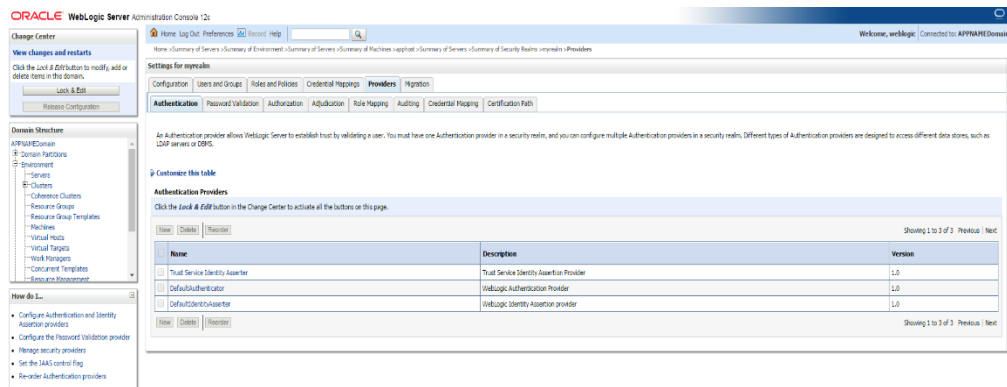 ORACLE WebLogic Server Administration Console 12c
Change Center
View changes and restarts
Click the Lock & Edit button to modify, add or
delete items in this domain.
Lock & Edit
Release Configuration
Domain Structure
APPNAMEDomain
Domain Partitions
Environment
Servers
Clusters
Coherence Clusters
Resource Groups
Resource Group Templates
Machines
Virtual Hosts
Virtual Targets
Work Managers
Concurrent Templates
Resource Management
How do I...
Configure Authentication and Identity
Assertion providers
Configure the Password Validation provider
Manage security providers
Set the JAAS control flag
Re-order Authentication providers
Home Log Out Preferences Record Help
Welcome, weblogic Connected to: APPNAMEDomain
Home >Summary of Servers >Summary of Environment >Summary of Servers >Summary of Machines >apphost >Summary of Servers >Summary of Security Realms >myrealm >Providers
Settings for myrealm
Configuration Users and Groups Roles and Policies Credential Mappings Providers Migration
Authentication Password Validation Authorization Adjudication Role Mapping Auditing Credential Mapping Certification Path
An Authentication provider allows WebLogic Server to establish trust by validating a user. You must have one Authentication provider in a security realm, and you can configure multiple Authentication providers in a security realm. Different types of Authentication providers are designed to access different data stores, such as
LDAP servers or DBMS.
Customize this table
Authentication Providers
Click the Lock & Edit button in the Change Center to activate all the buttons on this page.
New Delete Reorder Showing 1 to 3 of 3 Previous | Next
Name Description Version
Trust Service Identity Asserter Trust Service Identity Assertion Provider 1.0
DefaultAuthenticator WebLogic Authentication Provider 1.0
DefaultIdentityAsserter WebLogic Identity Assertion provider 1.0
New Delete Reorder Showing 1 to 3 of 3 Previous | Next